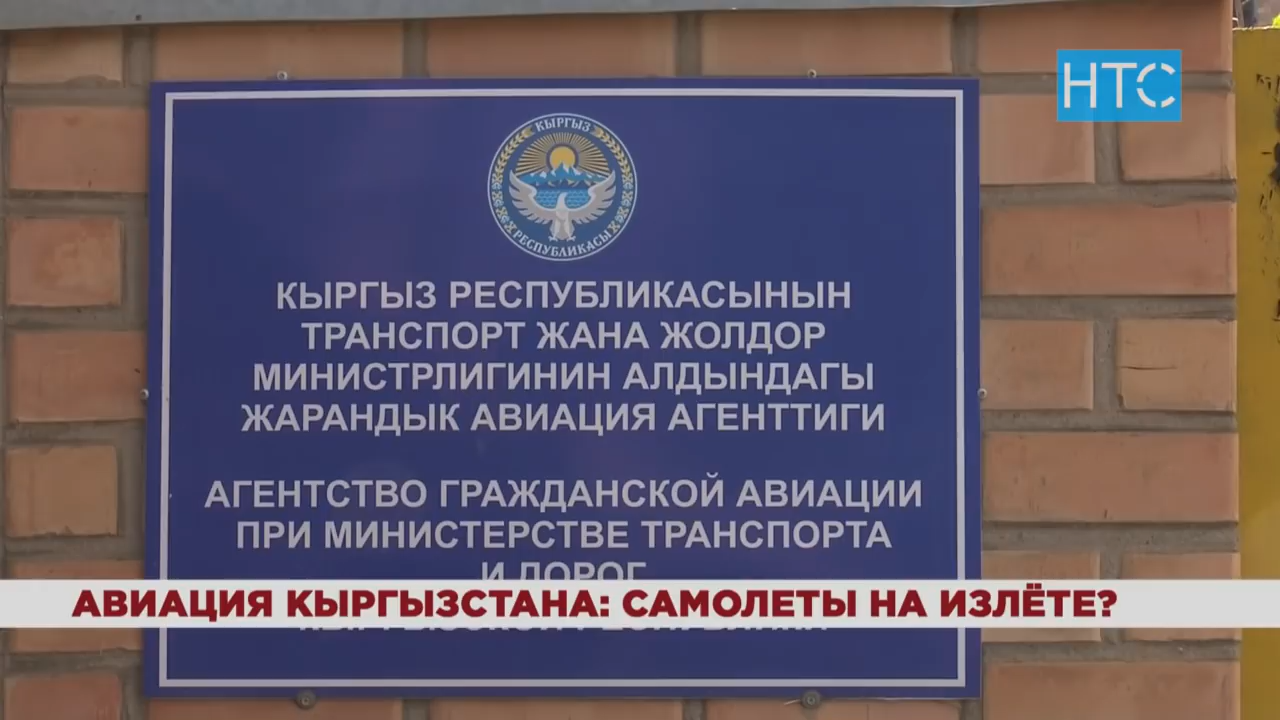 НТС
КЫРГЫЗ
РЕСПУБЛИКАСЫ
КЫРГЫЗ РЕСПУБЛИКАСЫНЫН
ТРАНСПОРТ ЖАНА ЖОЛДОР
МИНИСТРЛИГИНИН АЛДЫНДАГЫ
ЖАРАНДЫК АВИАЦИЯ АГЕНТТИГИ
АГЕНТСТВО ГРАЖДАНСКОЙ АВИАЦИИ
ПРИ МИНИСТЕРСТВЕ ТРАНСПОРТА
И ДОРОГ
АВИАЦИЯ КЫРГЫЗСТАНА: САМОЛЕТЫ НА ИЗЛЁТЕ?